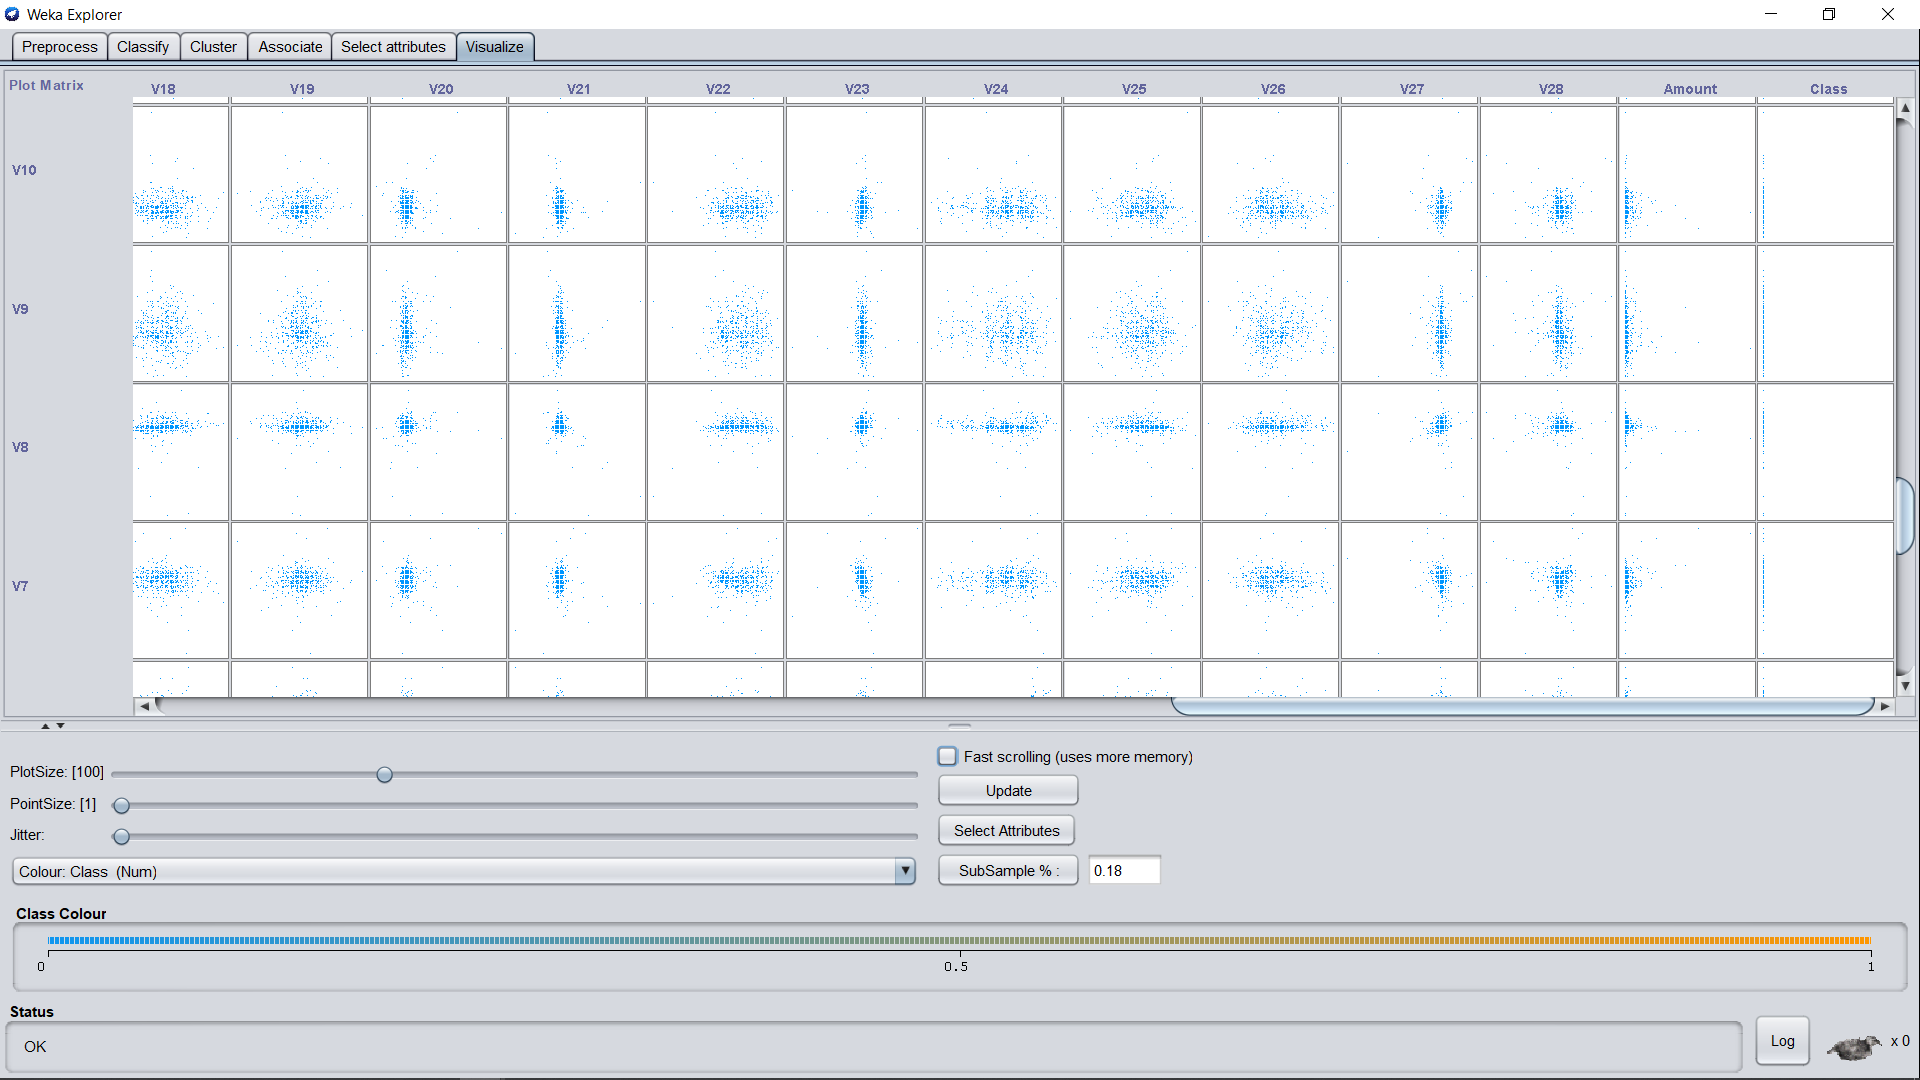 Weka Explorer
Preprocess Classify Cluster Associate Select attributes Visualize
Plot Matrix V18 V19 V20 V21 V22 V23 V24 V25 V26 V27 V28 Amount Class
V10
V9
V8
V7
Fast scrolling (uses more memory)
PlotSize: [100] Update
PointSize: [1]
Jitter: Select Attributes
Colour: Class (Num) SubSample % : 0.18
Class Colour
0 0.5 1
Status
OK Log x 0